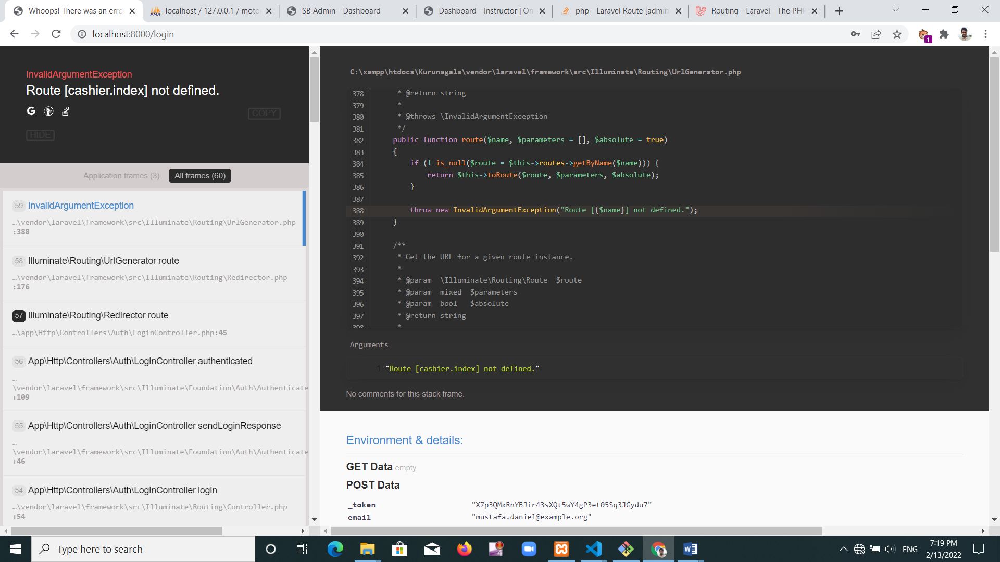 Whoops! There was an erro
localhost / 127.0.0.1 / moto
SB Admin - Dashboard
Dashboard - Instructor | On
php - Laravel Route [admin.
Routing - Laravel - The PHP
localhost:8000/login
1
InvalidArgumentException
Route [cashier.index] not defined.
COPY
HIDE
Application frames (3)
All frames (60)
59 InvalidArgumentException
…\vendor\laravel\framework\src\Illuminate\Routing\UrlGenerator.php
:388
58 Illuminate\Routing\UrlGenerator route
…\vendor\laravel\framework\src\Illuminate\Routing\Redirector.php
:176
57 Illuminate\Routing\Redirector route
…\app\Http\Controllers\Auth\LoginController.php:45
56 App\Http\Controllers\Auth\LoginController authenticated
…
\vendor\laravel\framework\src\Illuminate\Foundation\Auth\Authenticate
:109
55 App\Http\Controllers\Auth\LoginController sendLoginResponse
…
\vendor\laravel\framework\src\Illuminate\Foundation\Auth\Authenticate
:46
54 App\Http\Controllers\Auth\LoginController login
…\vendor\laravel\framework\src\Illuminate\Routing\Controller.php
:54
C:\xampp\htdocs\Kurunagala\vendor\laravel\framework\src\Illuminate\Routing\UrlGenerator.php
378 * @return string
379 *
380 * @throws \InvalidArgumentException
381 */
382 public function route($name, $parameters = [], $absolute = true)
383 {
384 if (! is_null($route = $this->routes->getByName($name))) {
385 return $this->toRoute($route, $parameters, $absolute);
386 }
387
388 throw new InvalidArgumentException("Route [{$name}] not defined.");
389 }
390
391 /**
392 * Get the URL for a given route instance.
393 *
394 * @param  \Illuminate\Routing\Route  $route
395 * @param  mixed  $parameters
396 * @param  bool   $absolute
397 * @return string
398 *
Arguments
1. "Route [cashier.index] not defined."
No comments for this stack frame.
Environment & details:
GET Data empty
POST Data
_token "X7p3QMxRnYBJir43sXQt5wY4gP3et05Sq3JGydu7"
email "mustafa.daniel@example.org"
Type here to search
ENG
7:19 PM
2/13/2022